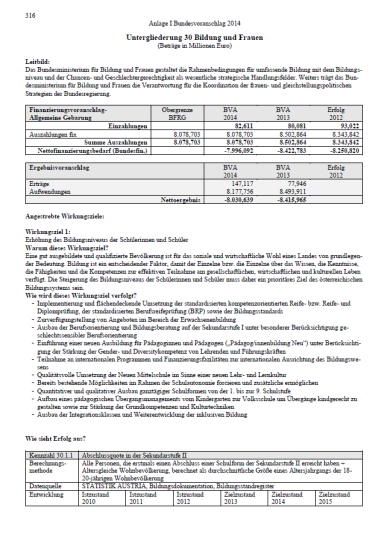 316
Anlage I Bundesvoranschlag 2014
Untergliederung 30 Bildung und Frauen
(Beträge in Millionen Euro)
Leitbild:
Das Bundesministerium für Bildung und Frauen gestaltet die Rahmenbedingungen für umfassende Bildung mit dem Bildungs-
niveau und der Chancen- und Geschlechtergerechtigkeit als wesentliche strategische Handlungsfelder. Weiters trägt das Bun-
desministerium für Bildung und Frauen die Verantwortung für die Koordination der frauen- und gleichstellungspolitischen
Strategien der Bundesregierung.
Finanzierungsvoranschlag- Obergrenze BVA BVA Erfolg
Allgemeine Gebarung BFRG 2014 2013 2012
Einzahlungen 82,611 80,081 93,022
Auszahlungen fix 8.078,703 8.078,703 8.502,864 8.343,842
Summe Auszahlungen 8.078,703 8.078,703 8.502,864 8.343,842
Nettofinanzierungsbedarf (Bundesfin.) -7.996,092 -8.422,783 -8.250,820
Ergebnisvoranschlag BVA BVA Erfolg
2014 2013 2012
Erträge 147,117 77,946
Aufwendungen 8.177,756 8.493,911
Nettoergebnis -8.030,639 -8.415,965
Angestrebte Wirkungsziele:
Wirkungsziel 1:
Erhöhung des Bildungsniveaus der Schülerinnen und Schüler
Warum dieses Wirkungsziel?
Eine gut ausgebildete und qualifizierte Bevölkerung ist für das soziale und wirtschaftliche Wohl eines Landes von grundlegen-
der Bedeutung. Bildung ist ein entscheidender Faktor, damit der Einzelne bzw. die Einzelne über das Wissen, die Kenntnisse,
die Fähigkeiten und die Kompetenzen zur effektiven Teilnahme am gesellschaftlichen, wirtschaftlichen und kulturellen Leben
verfügt. Die Steigerung des Bildungsniveaus der Schülerinnen und Schüler muss daher ein prioritäres Ziel des österreichischen
Bildungssystems sein.
Wie wird dieses Wirkungsziel verfolgt?
- Implementierung und flächendeckende Umsetzung der standardisierten kompetenzorientierten Reife- bzw. Reife- und
Diplomprüfung, der standardisierten Berufsreifeprüfung (BRP) sowie der Bildungsstandards
- Zurverfügungstellung von Angeboten im Bereich der Erwachsenenbildung
- Ausbau der Berufsorientierung und Bildungsberatung auf der Sekundarstufe I unter besonderer Berücksichtigung ge-
schlechtssensibler Berufsorientierung
- Einführung einer neuen Ausbildung für Pädagoginnen und Pädagogen („Pädagog/innenbildung Neu“) unter Berücksichti-
gung der Stärkung der Gender- und Diversitykompetenz von Lehrenden und Führungskräften
- Teilnahme an internationalen Programmen und Finanzierungsfazilitäten zur internationalen Ausrichtung des Bildungswe-
sens
- Qualitätsvolle Umsetzung der Neuen Mittelschule im Sinne einer neuen Lehr- und Lernkultur
- Bereits bestehende Möglichkeiten im Rahmen der Schulautonomie forcieren und zusätzliche ermöglichen
- Quantitativer und qualitativer Ausbau ganztägiger Schulformen von der 1. bis zur 9. Schulstufe
- Aufbau eines pädagogischen Übergangsmanagements vom Kindergarten zur Volksschule um Übergänge kindgerecht zu
gestalten sowie zur Stärkung der Grundkompetenzen und Kulturtechniken
- Ausbau der Integrationsklassen und Weiterentwicklung der inklusiven Bildung
Wie sieht Erfolg aus?
Kennzahl 30.1.1 Abschlussquote in der Sekundarstufe II
Berechnungs- Alle Personen, die erstmals einen Abschluss einer Schulform der Sekundarstufe II erreicht haben ÷
methode Altersgleiche Wohnbevölkerung, berechnet als durchschnittliche Größe eines Altersjahrgangs der 18-
20-jährigen Wohnbevölkerung
Datenquelle STATISTIK AUSTRIA, Bildungsdokumentation, Bildungsstandregister
Entwicklung Istzustand Istzustand Istzustand Zielzustand Zielzustand Zielzustand
2010 2011 2012 2013 2014 2015